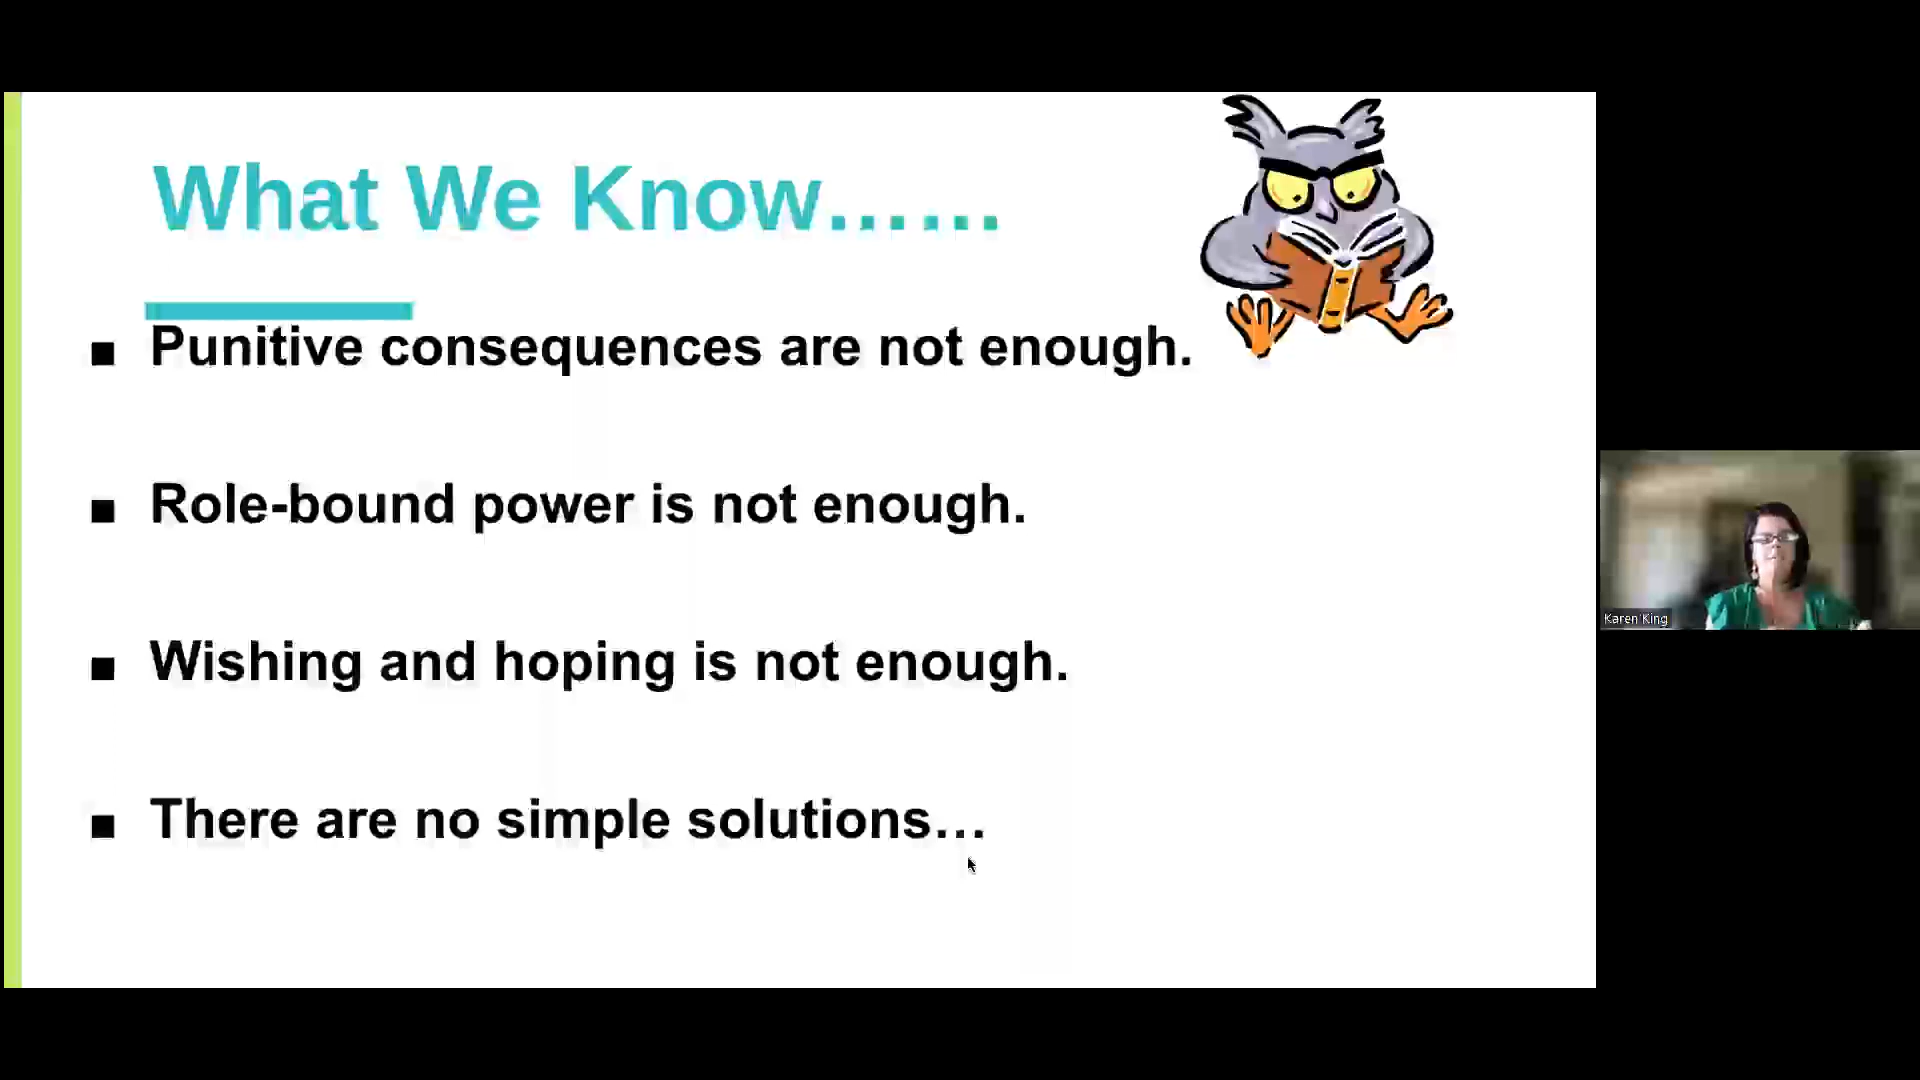 What We Know......
■ Punitive consequences are not enough.
■ Role-bound power is not enough.
■ Wishing and hoping is not enough.
■ There are no simple solutions…
Karen King